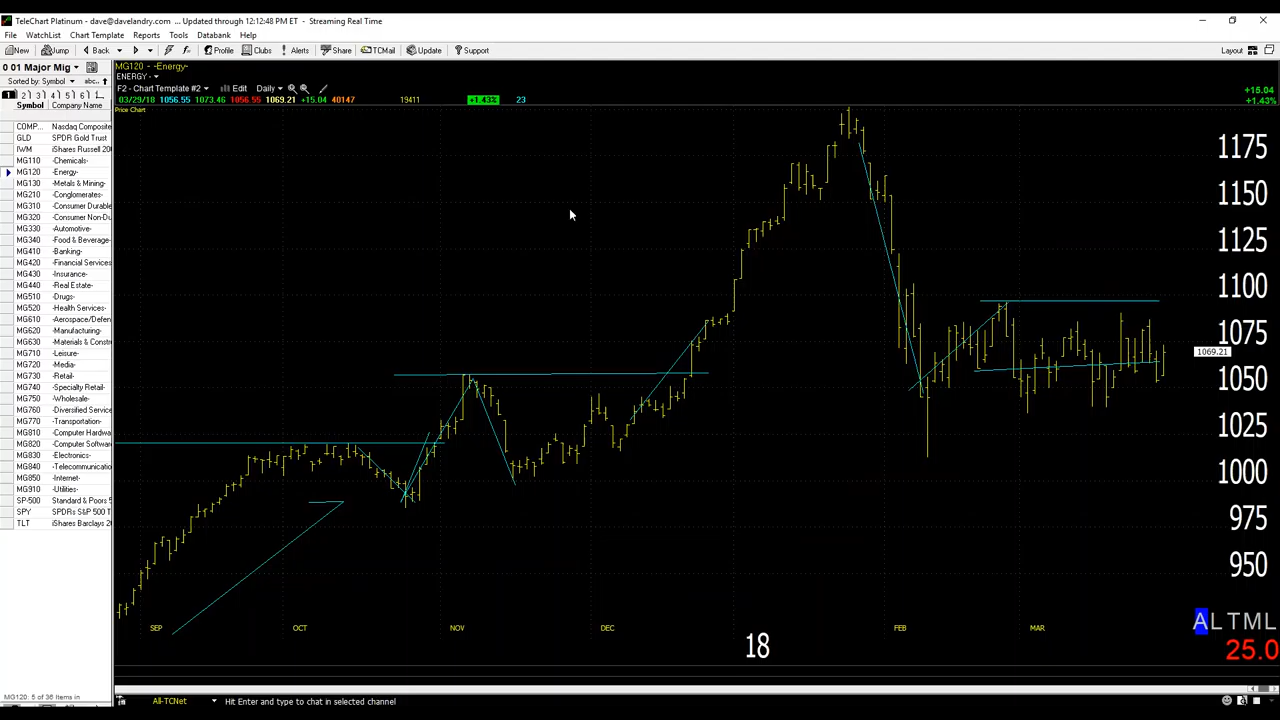 TeleChart Platinum - dave@davelandry.com ... Updated through 12:12:48 PM ET - Streaming Real Time
File WatchList Chart Template Reports Tools Databank Help
New Jump Back Profile Clubs Alerts Share TCMail Update Support Layout
0 01 Major Mig
MG120 - -Energy-
Sorted by: Symbol abc..
ENERGY -
F2 - Chart Template #2 Edit Daily
+15.04
1 2 3 4 5 6
03/29/18 1056.55 1073.46 1056.55 1069.21 +15.04 40147 19411 +1.43% 23
+1.43%
Symbol Company Name
Price Chart
COMP... Nasdaq Composite
GLD SPDR Gold Trust
IWM iShares Russell 200
MG110 -Chemicals-
MG120 -Energy-
MG130 -Metals & Mining-
MG210 -Conglomerates-
MG310 -Consumer Durable
MG320 -Consumer Non-Du
MG330 -Automotive-
MG340 -Food & Beverage-
MG410 -Banking-
MG420 -Financial Services
MG430 -Insurance-
MG440 -Real Estate-
MG510 -Drugs-
MG520 -Health Services-
MG610 -Aerospace/Defen
MG620 -Manufacturing-
MG630 -Materials & Constr
MG710 -Leisure-
MG720 -Media-
MG730 -Retail-
MG740 -Specialty Retail-
MG750 -Wholesale-
MG760 -Diversified Service
MG770 -Transportation-
MG810 -Computer Hardwa
MG820 -Computer Softwar
MG830 -Electronics-
MG840 -Telecommunicatio
MG850 -Internet-
MG910 -Utilities-
SP-500 Standard & Poors 5
SPY SPDRs S&P 500 T
TLT iShares Barclays 20
1175
1150
1125
1100
1075
1069.21
1050
1025
1000
975
950
SEP OCT NOV DEC 18 FEB MAR
ALTML
25.0
MG120: 5 of 36 Items in
All-TCNet Hit Enter and type to chat in selected channel